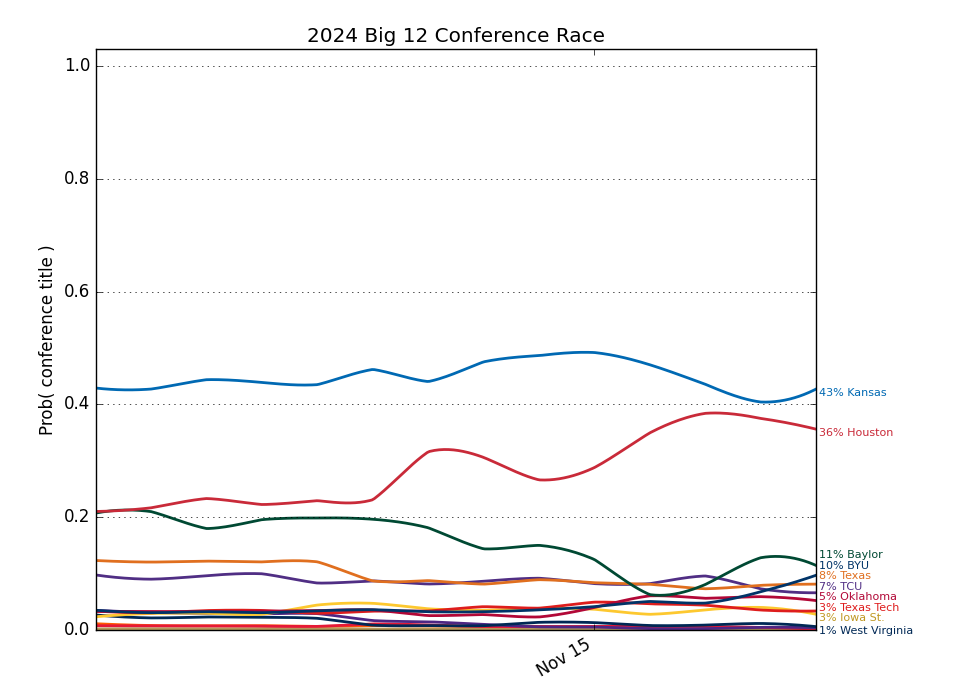 2024 Big 12 Conference Race
Prob( conference title )
1.0
0.8
0.6
0.4
0.2
0.0
Nov 15
43% Kansas
36% Houston
11% Baylor
10% BYU
8% Texas
7% TCU
5% Oklahoma
3% Texas Tech
3% Iowa St.
1% West Virginia